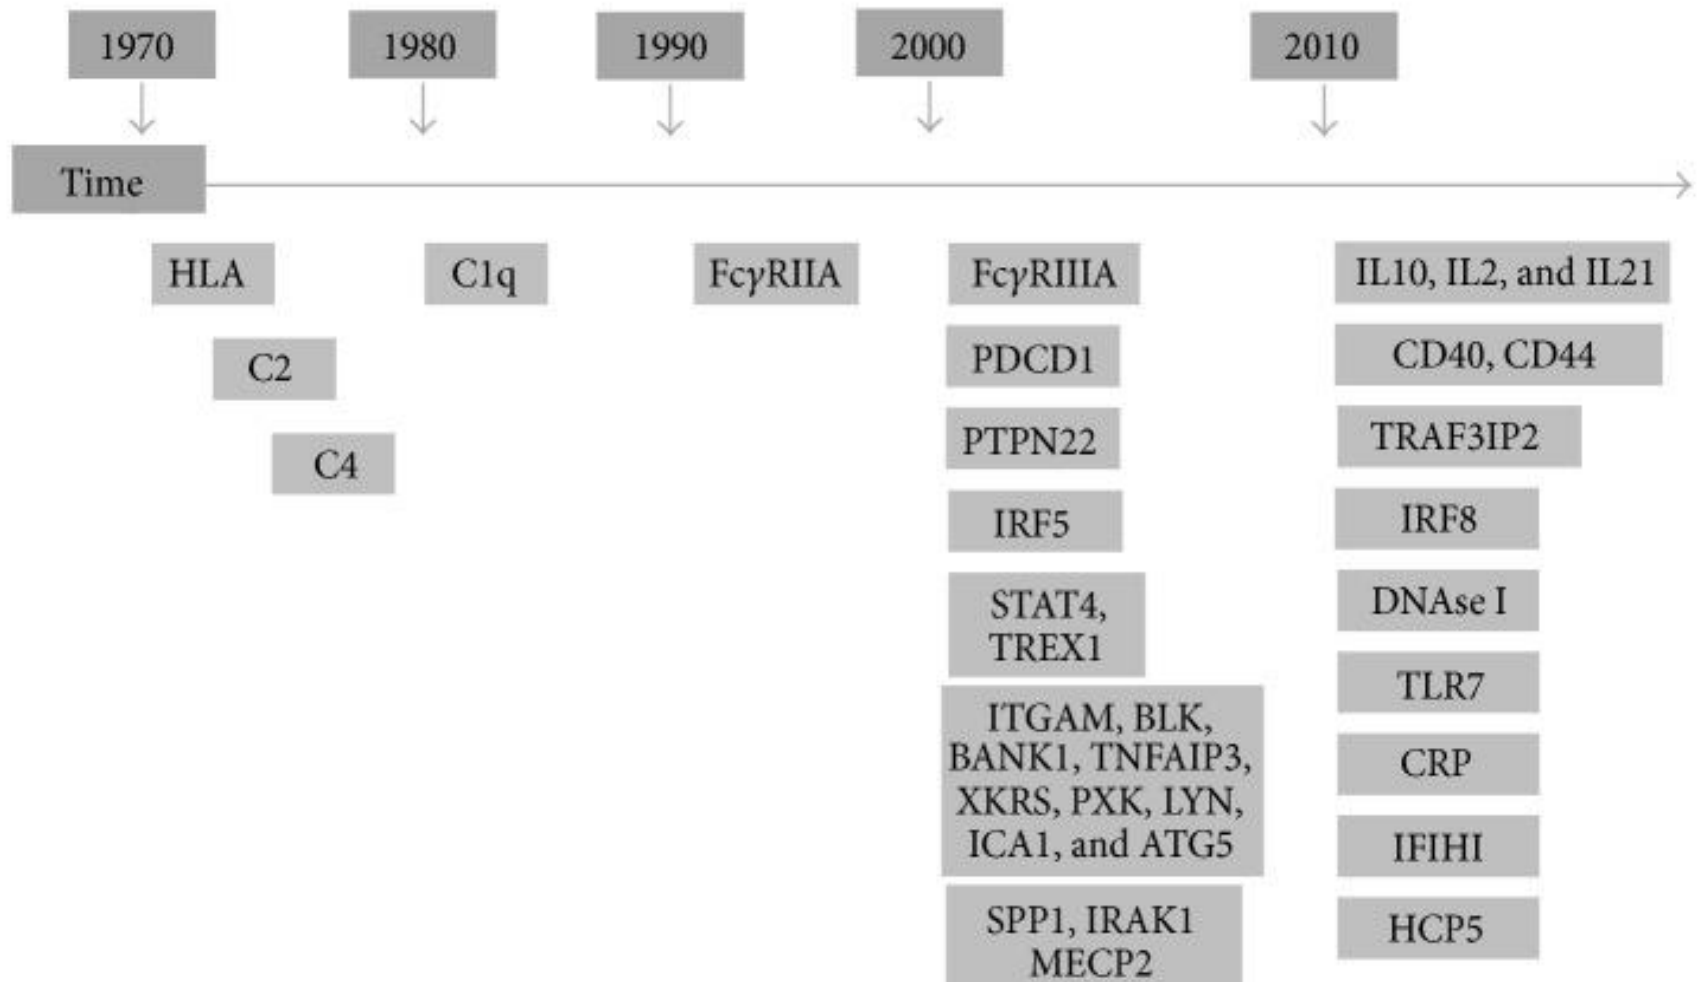 1970
1980
1990
2000
2010
Time
HLA
C2
C4
C1q
FcγRIIA
FcγRIIIA
PDCD1
PTPN22
IRF5
STAT4,
TREX1
ITGAM, BLK,
BANK1, TNFAIP3,
XKRS, PXK, LYN,
ICA1, and ATG5
SPP1, IRAK1
MECP2
IL10, IL2, and IL21
CD40, CD44
TRAF3IP2
IRF8
DNAse I
TLR7
CRP
IFIHI
HCP5